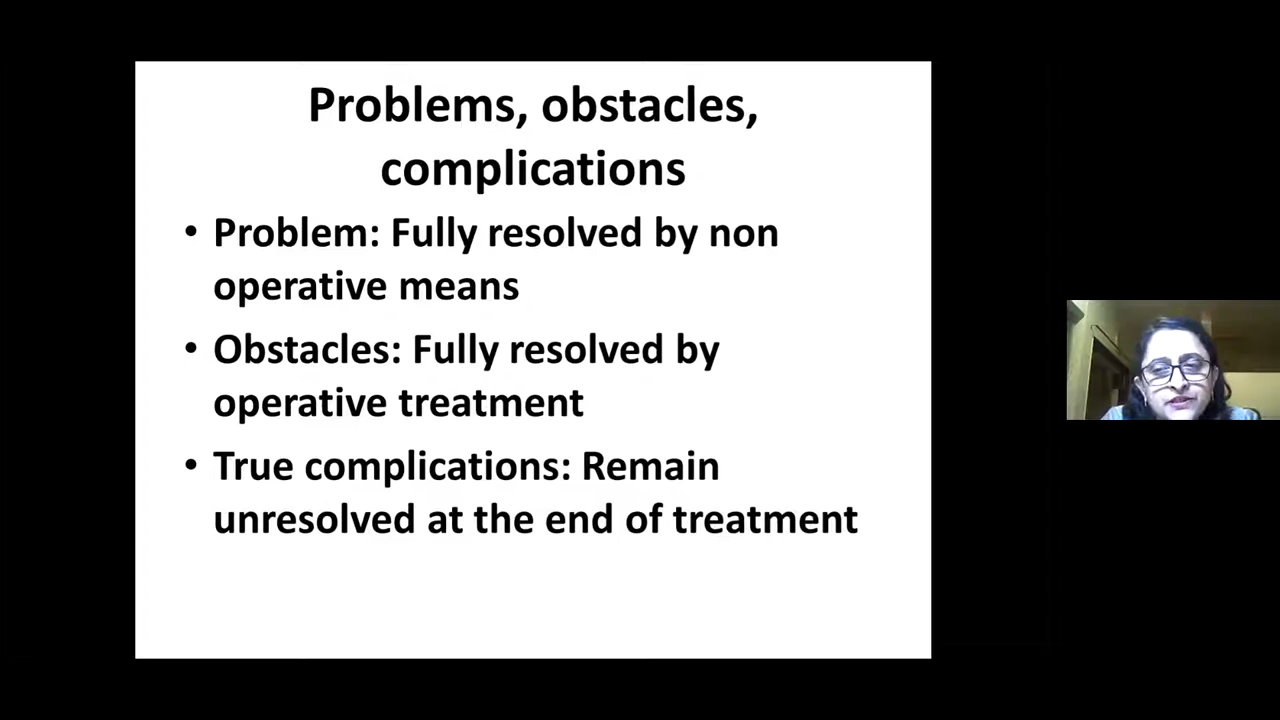 Problems, obstacles,
complications
• Problem: Fully resolved by non
operative means
• Obstacles: Fully resolved by
operative treatment
• True complications: Remain
unresolved at the end of treatment